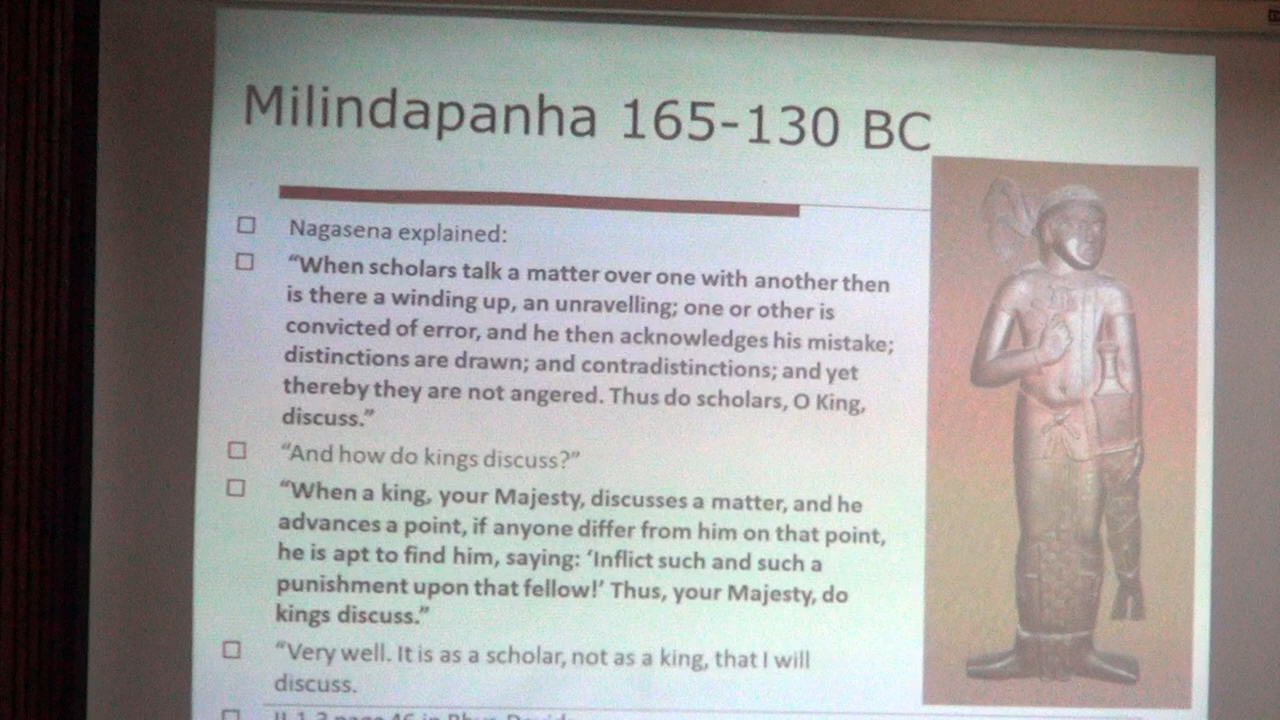 Milindapanha 165-130 BC
Nagasena explained:
“When scholars talk a matter over one with another then
is there a winding up, an unravelling; one or other is
convicted of error, and he then acknowledges his mistake;
distinctions are drawn; and contradistinctions; and yet
thereby they are not angered. Thus do scholars, O King,
discuss.”
“And how do kings discuss?”
“When a king, your Majesty, discusses a matter, and he
advances a point, if anyone differ from him on that point,
he is apt to find him, saying: ‘Inflict such and such a
punishment upon that fellow!’ Thus, your Majesty, do
kings discuss.”
“Very well. It is as a scholar, not as a king, that I will
discuss.